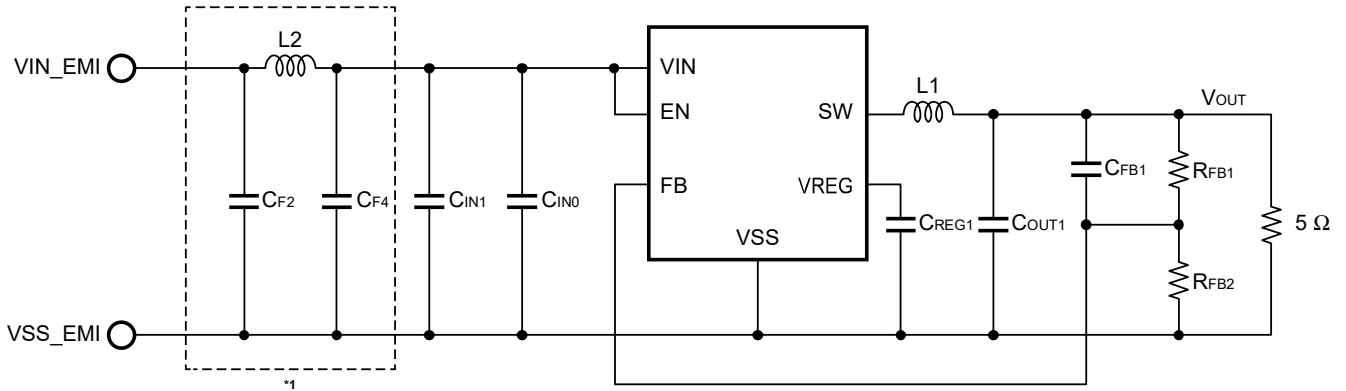 L2
VIN_EMI
VIN
L1
VOUT
EN
SW
CF2
CF4
CIN1
CIN0
FB
VREG
CFB1
RFB1
CREG1
COUT1
5 Ω
VSS
RFB2
VSS_EMI
*1